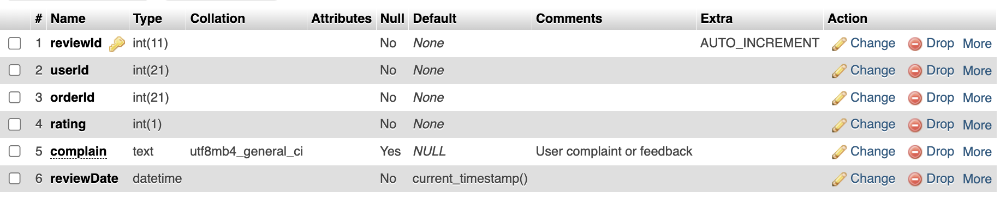 # Name Type Collation Attributes Null Default Comments Extra Action
1 reviewId int(11) No None AUTO_INCREMENT Change Drop More
2 userId int(21) No None Change Drop More
3 orderId int(21) No None Change Drop More
4 rating int(1) No None Change Drop More
5 complain text utf8mb4_general_ci Yes NULL User complaint or feedback Change Drop More
6 reviewDate datetime No current_timestamp() Change Drop More